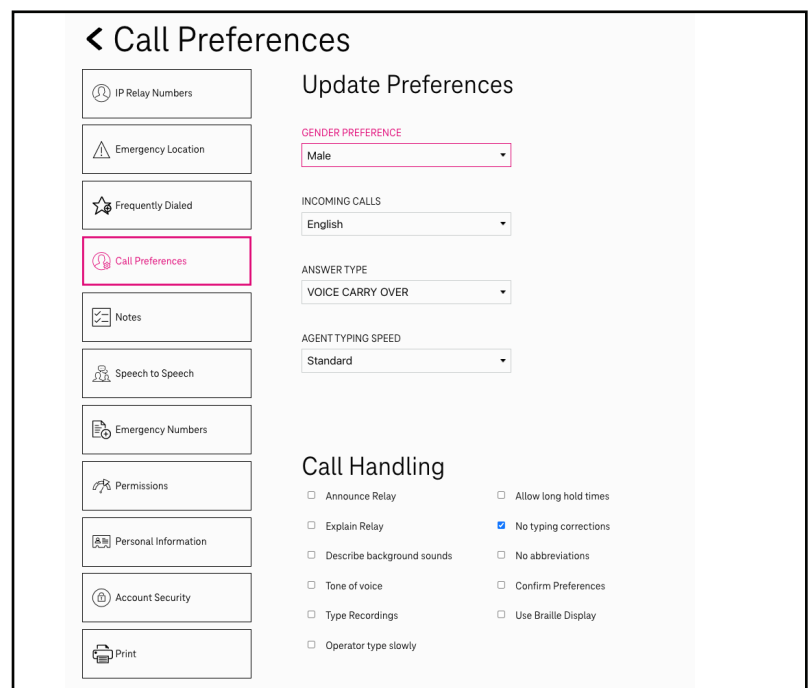 Call Preferences
IP Relay Numbers
Emergency Location
Frequently Dialed
Call Preferences
Notes
Speech to Speech
Emergency Numbers
Permissions
Personal Information
Account Security
Print
Update Preferences
GENDER PREFERENCE
Male
INCOMING CALLS
English
ANSWER TYPE
VOICE CARRY OVER
AGENT TYPING SPEED
Standard
Call Handling
Announce Relay
Explain Relay
Describe background sounds
Tone of voice
Type Recordings
Operator type slowly
Allow long hold times
No typing corrections
No abbreviations
Confirm Preferences
Use Braille Display